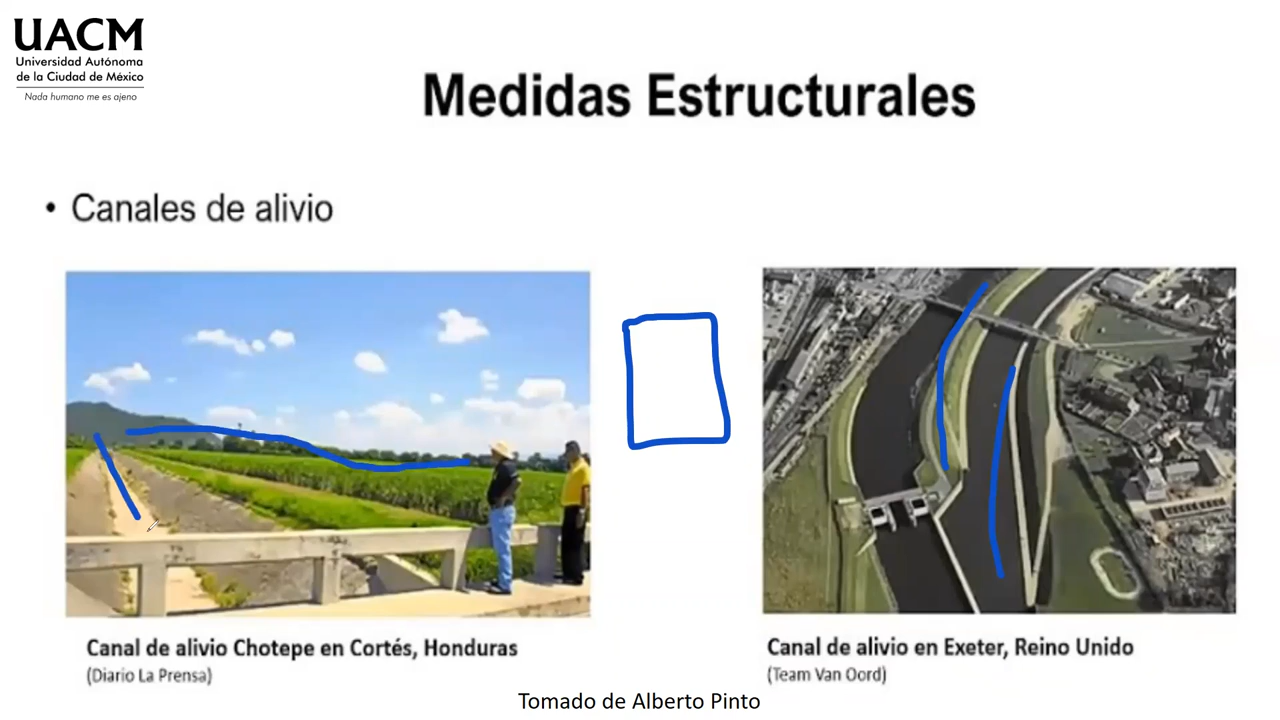 UACM
Universidad Autónoma
de la Ciudad de México
Nada humano me es ajeno
Medidas Estructurales
• Canales de alivio
Canal de alivio Chotepe en Cortés, Honduras
(Diario La Prensa)
Canal de alivio en Exeter, Reino Unido
(Team Van Oord)
Tomado de Alberto Pinto